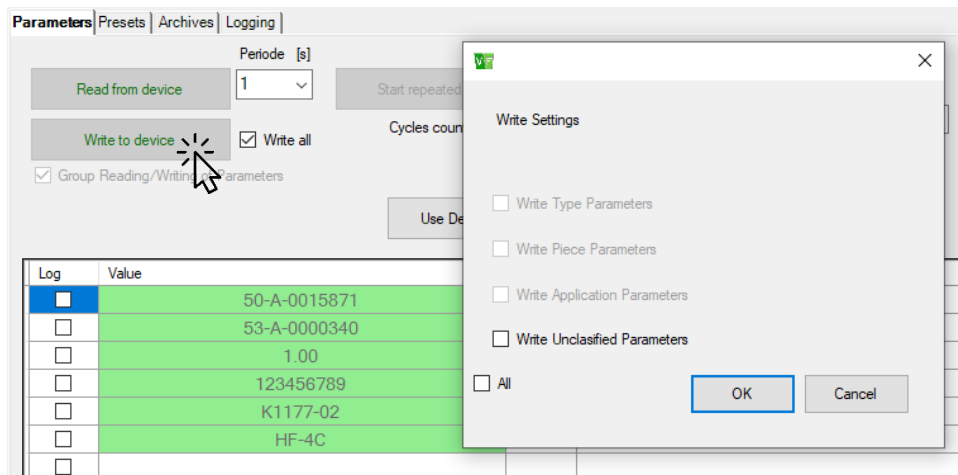 Parameters Presets Archives Logging
Periode [s]
Read from device
1
Start repeated
Write to device
Write all
Cycles coun
Group Reading/Writing of Parameters
Use De
Log Value
50-A-0015871
53-A-0000340
1.00
123456789
K1177-02
HF-4C
Write Settings
Write Type Parameters
Write Piece Parameters
Write Application Parameters
Write Unclasified Parameters
All
OK
Cancel